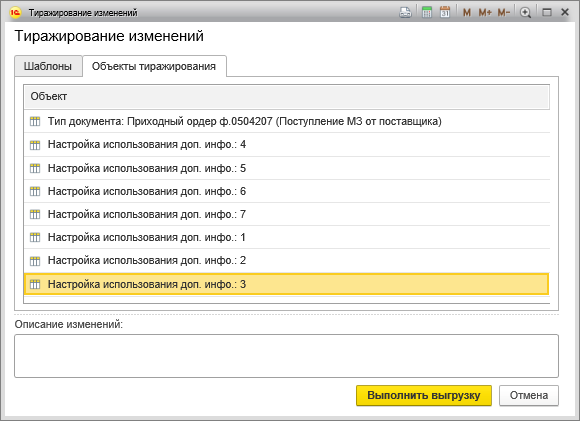 1С Тиражирование изменений M M+ M-
Тиражирование изменений
Шаблоны Объекты тиражирования
Объект
Тип документа: Приходный ордер ф.0504207 (Поступление МЗ от поставщика)
Настройка использования доп. инфо.: 4
Настройка использования доп. инфо.: 5
Настройка использования доп. инфо.: 6
Настройка использования доп. инфо.: 7
Настройка использования доп. инфо.: 1
Настройка использования доп. инфо.: 2
Настройка использования доп. инфо.: 3
Описание изменений:
Выполнить выгрузку Отмена